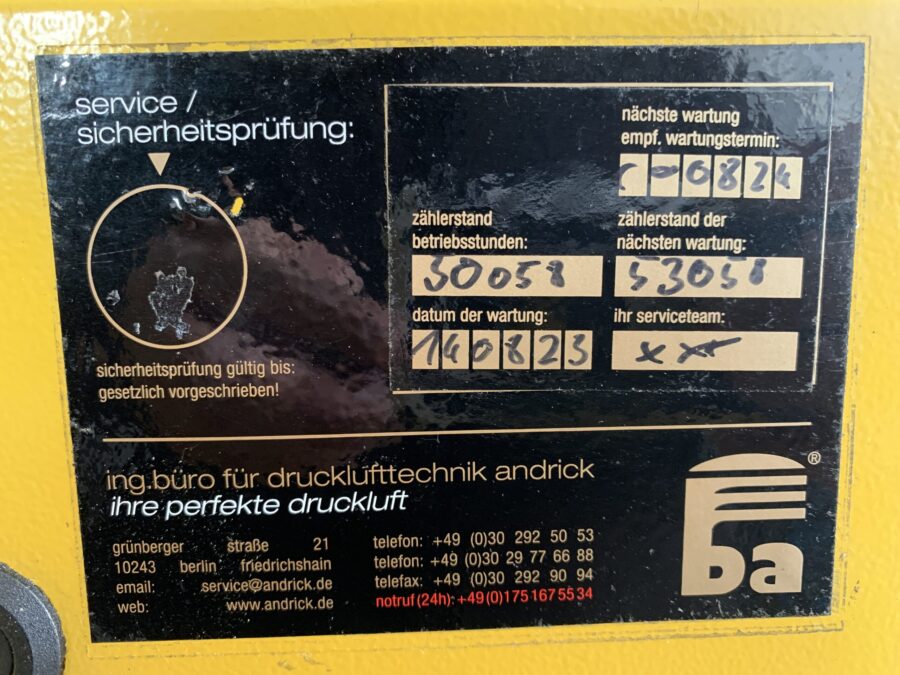 service /
sicherheitsprüfung:
sicherheitsprüfung gültig bis:
gesetzlich vorgeschrieben!
nächste wartung
empf. wartungstermin:
0824
zählerstand
betriebsstunden:
50058
zählerstand der
nächsten wartung:
53058
datum der wartung:
140823
ihr serviceteam:
xxx
ing.büro für drucklufttechnik andrick
ihre perfekte druckluft
grünberger straße 21
10243 berlin friedrichshain
email: service@andrick.de
web: www.andrick.de
telefon: +49 (0)30 292 50 53
telefon: +49 (0)30 29 77 66 88
telefax: +49 (0)30 292 90 94
notruf (24h): +49 (0)175 167 55 34
ba®